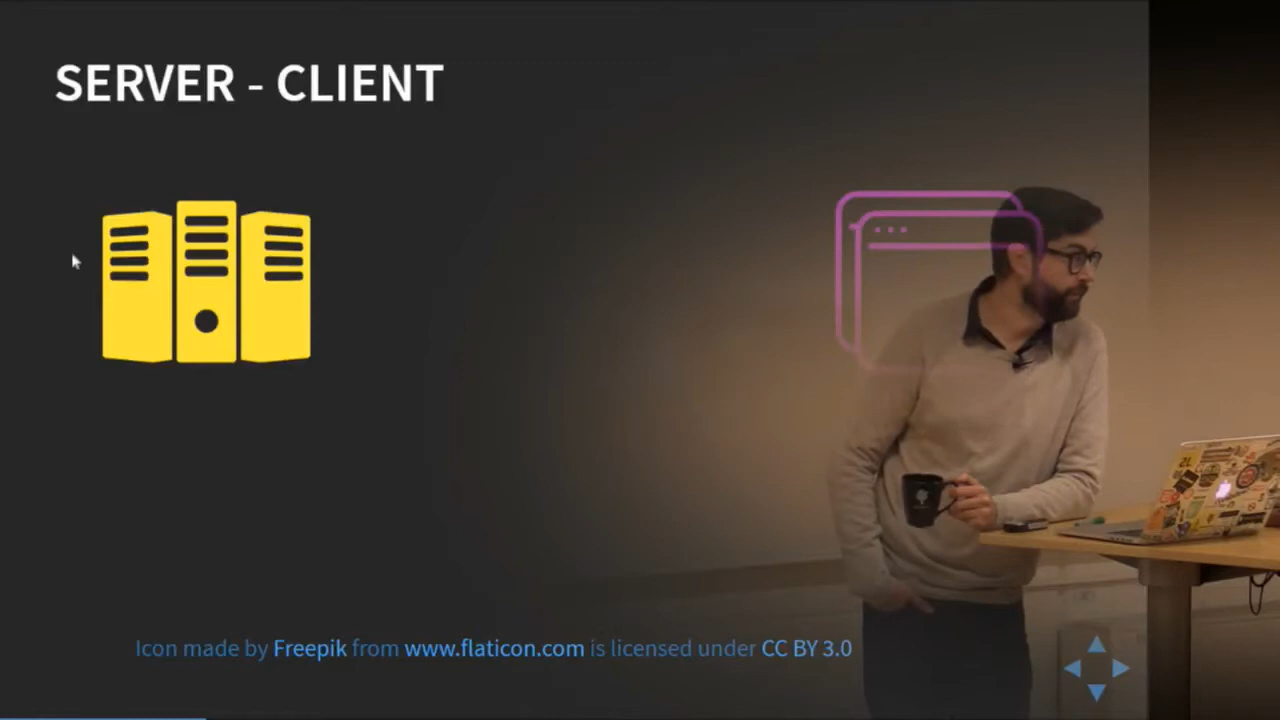 SERVER - CLIENT
Icon made by Freepik from www.flaticon.com is licensed under CC BY 3.0